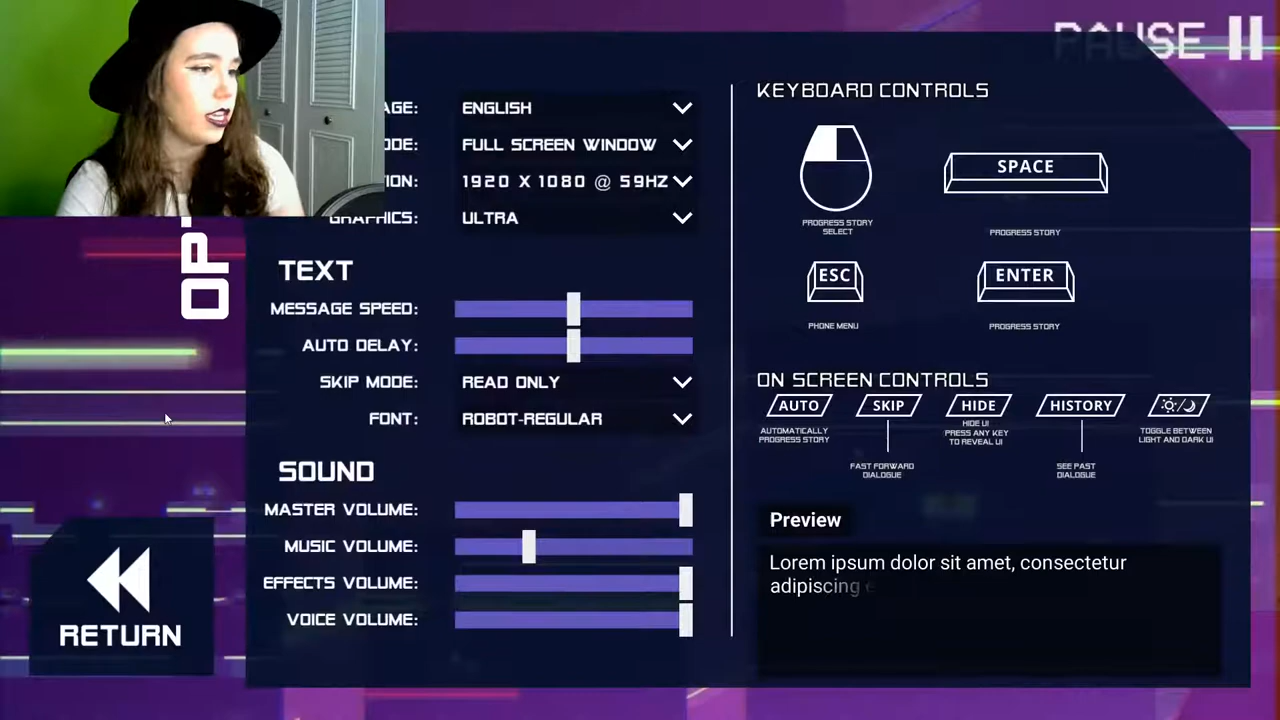 PAUSE
AGE:
ENGLISH
ODE:
FULL SCREEN WINDOW
ION:
1920 X 1080 @ 59HZ
GRAPHICS:
ULTRA
OP
TEXT
MESSAGE SPEED:
AUTO DELAY:
SKIP MODE:
READ ONLY
FONT:
ROBOT-REGULAR
SOUND
MASTER VOLUME:
MUSIC VOLUME:
EFFECTS VOLUME:
VOICE VOLUME:
RETURN
KEYBOARD CONTROLS
PROGRESS STORY
SELECT
SPACE
PROGRESS STORY
ESC
PHONE MENU
ENTER
PROGRESS STORY
ON SCREEN CONTROLS
AUTO
AUTOMATICALLY
PROGRESS STORY
SKIP
FAST FORWARD
DIALOGUE
HIDE
HIDE UI
PRESS ANY KEY
TO REVEAL UI
HISTORY
SEE PAST
DIALOGUE
TOGGLE BETWEEN
LIGHT AND DARK UI
Preview
Lorem ipsum dolor sit amet, consectetur
adipiscing e